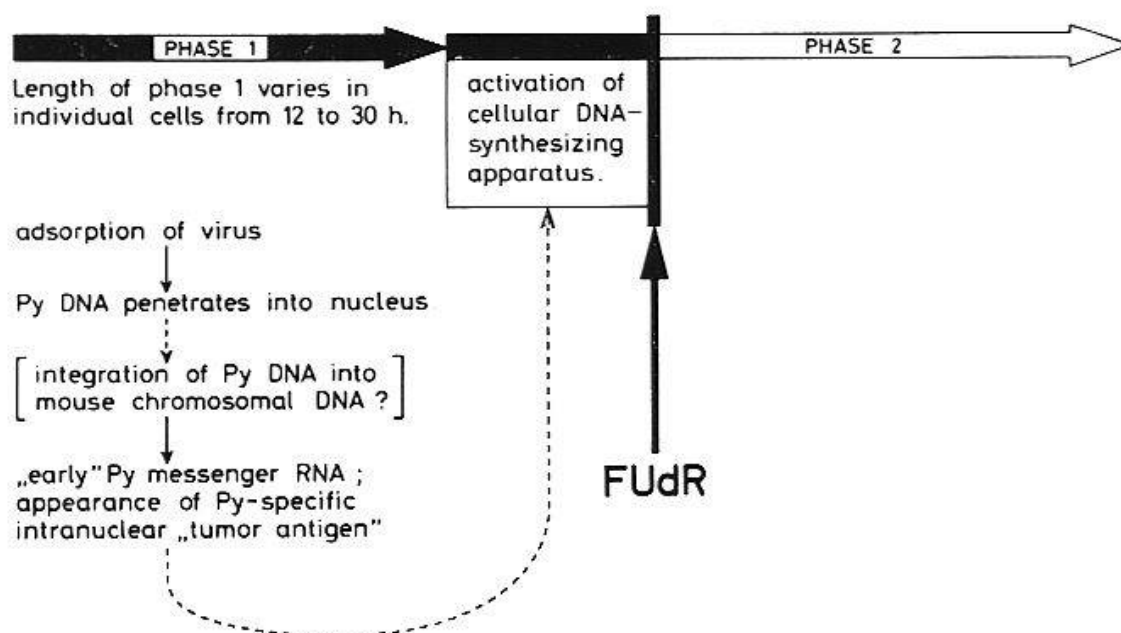 PHASE 1
PHASE 2
Length of phase 1 varies in
individual cells from 12 to 30 h.
activation of
cellular DNA–
synthesizing
apparatus.
adsorption of virus
Py DNA penetrates into nucleus
[integration of Py DNA into
mouse chromosomal DNA ?]
„early” Py messenger RNA ;
appearance of Py-specific
intranuclear „tumor antigen”
FUdR